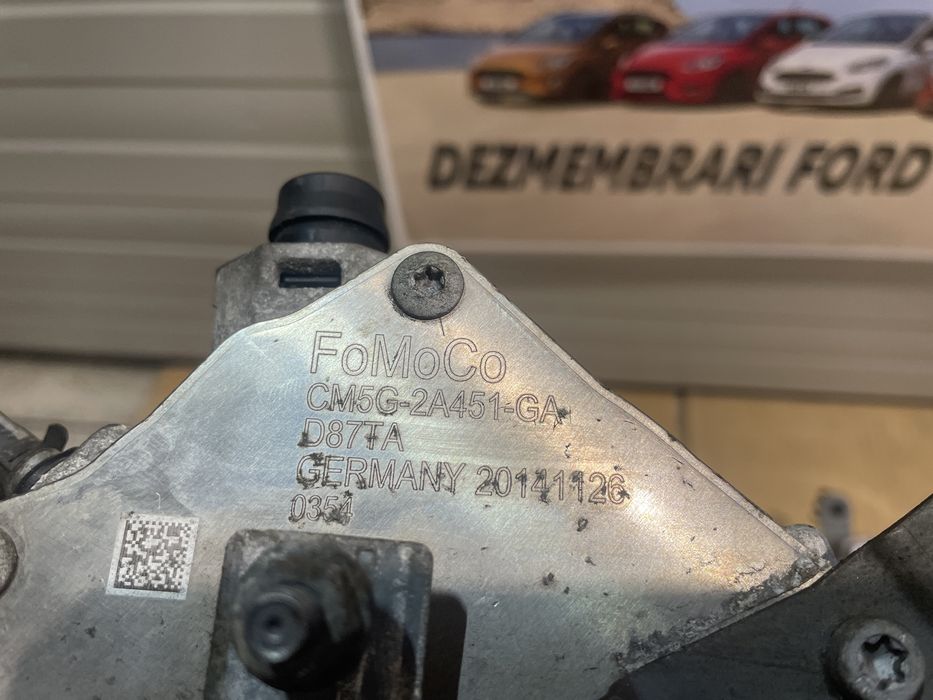 DEZMEMBRARI FORD
FoMoCo
CM5G-2A451-GA
D87TA
GERMANY 20141126
0354